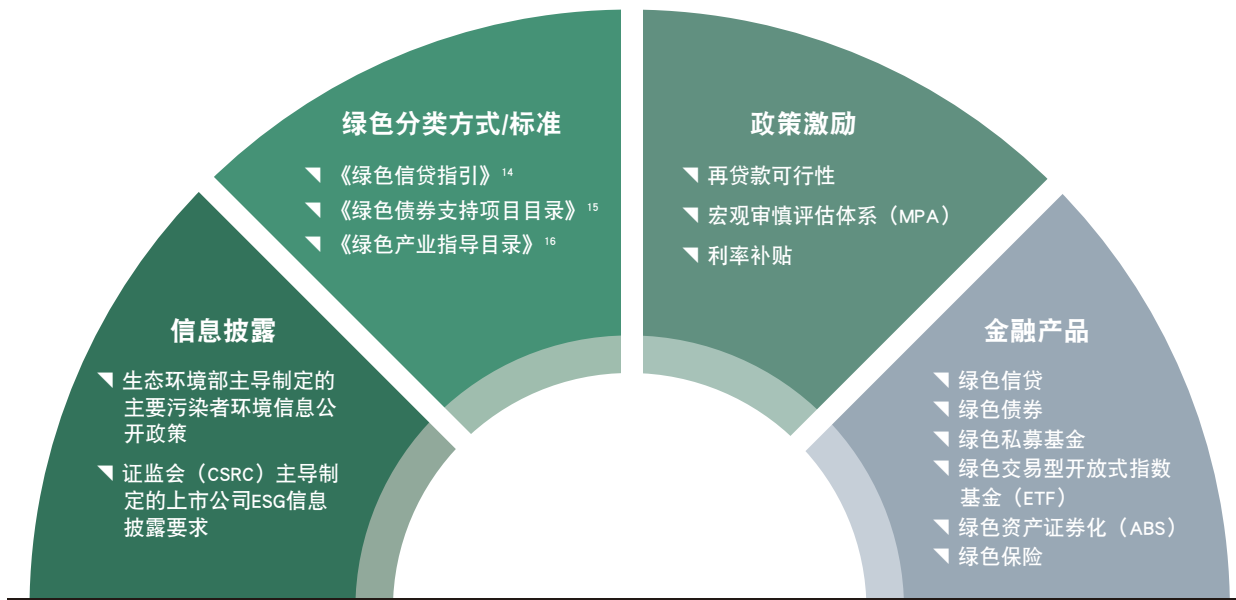 绿色分类方式/标准
《绿色信贷指引》14
《绿色债券支持项目目录》15
《绿色产业指导目录》16
政策激励
再贷款可行性
宏观审慎评估体系（MPA）
利率补贴
信息披露
生态环境部主导制定的
主要污染者环境信息公
开政策
证监会（CSRC）主导制
定的上市公司ESG信息
披露要求
金融产品
绿色信贷
绿色债券
绿色私募基金
绿色交易型开放式指数
基金（ETF）
绿色资产证券化（ABS）
绿色保险